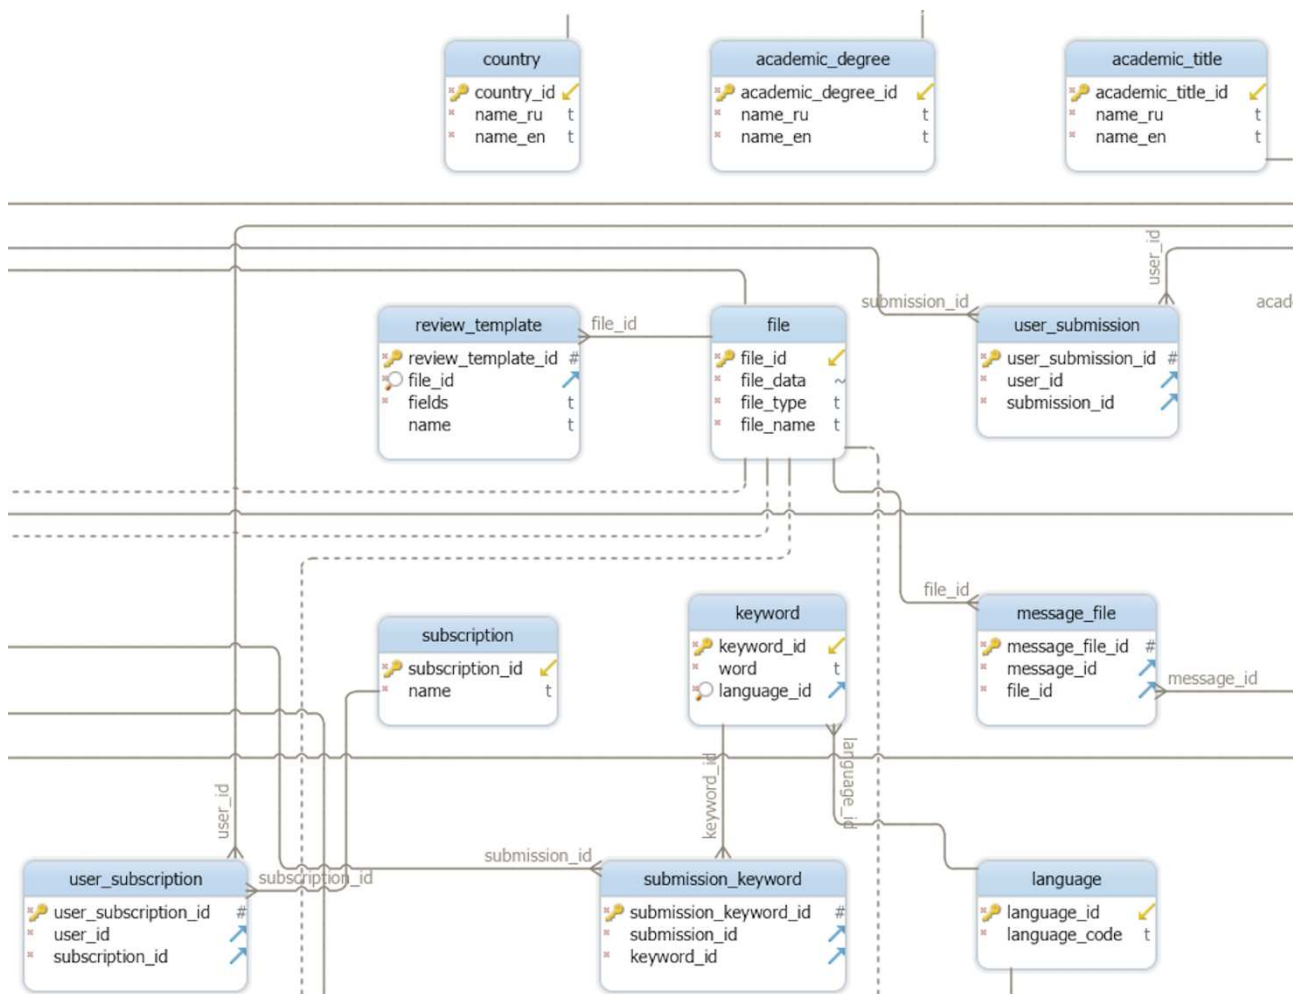 country
country_id
name_ru t
name_en t
academic_degree
academic_degree_id
name_ru t
name_en t
academic_title
academic_title_id
name_ru t
name_en t
user_id
submission_id
acad
review_template
review_template_id #
file_id
fields t
name t
file_id
file
file_id
file_data ~
file_type t
file_name t
user_submission
user_submission_id #
user_id
submission_id
file_id
subscription
subscription_id
name t
keyword
keyword_id
word t
language_id
message_file
message_file_id #
message_id
file_id
message_id
user_id
keyword_id
language_id
submission_id
subscription_id
user_subscription
user_subscription_id #
user_id
subscription_id
submission_keyword
submission_keyword_id #
submission_id
keyword_id
language
language_id
language_code t